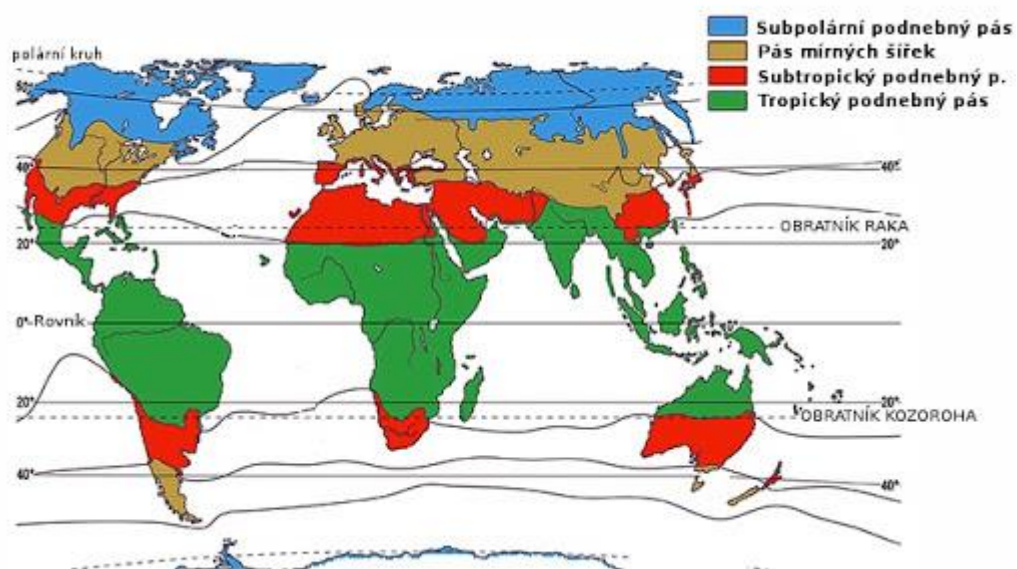 Subpolární podnebný pás
Pás mírných šířek
Subtropický podnebný p.
Tropický podnebný pás
polární kruh
40° 40°
OBRATNÍK RAKA
20° 20°
0° Rovník
20° 20°
OBRATNÍK KOZOROHA
40° 40°